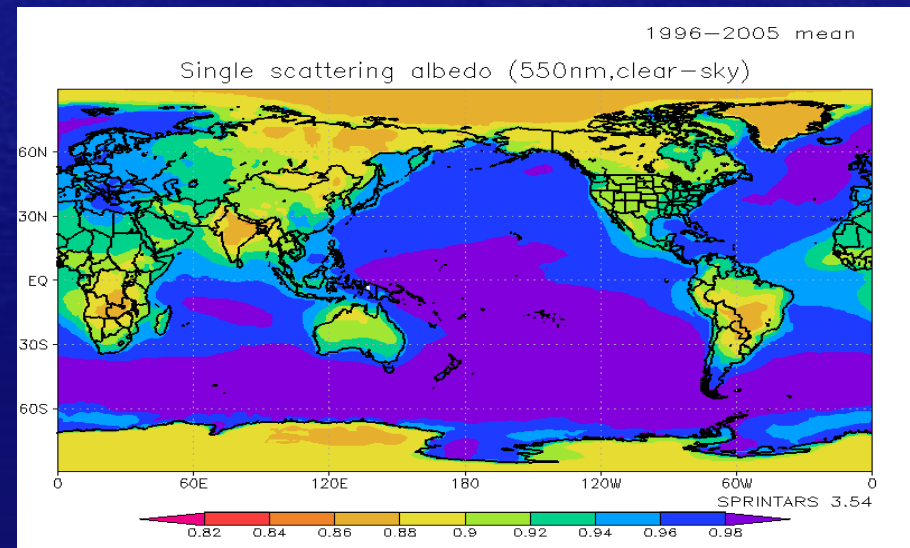 1996-2005 mean
Single scattering albedo (550nm,clear-sky)
60N
30N
EQ
30S
60S
0 60E 120E 180 120W 60W 0
SPRINTARS 3.54
0.82 0.84 0.86 0.88 0.9 0.92 0.94 0.96 0.98